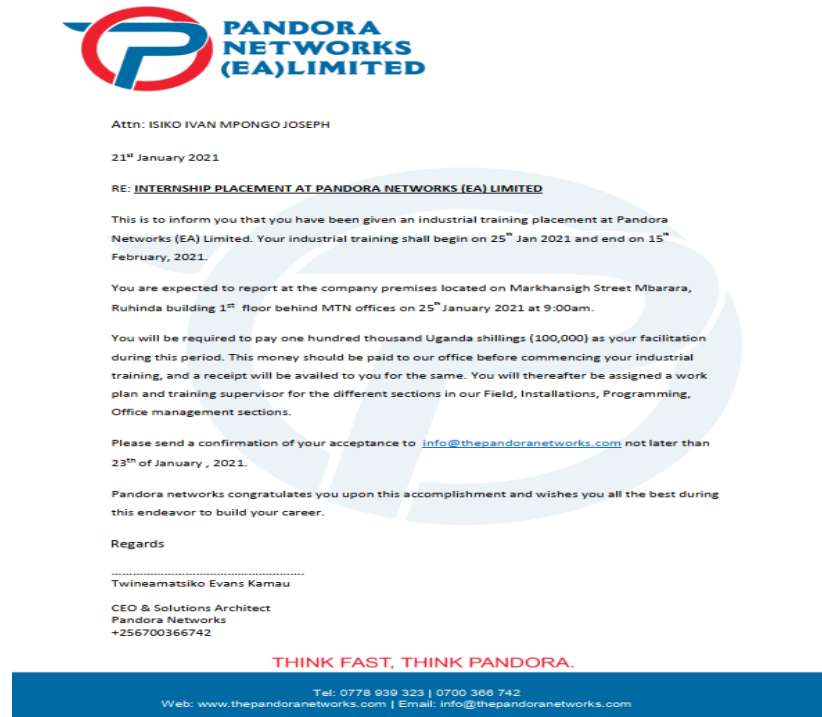 PANDORA
NETWORKS
(EA)LIMITED
Attn: ISIKO IVAN MPONGO JOSEPH
21st January 2021
RE: INTERNSHIP PLACEMENT AT PANDORA NETWORKS (EA) LIMITED
This is to inform you that you have been given an industrial training placement at Pandora
Networks (EA) Limited. Your industrial training shall begin on 25th Jan 2021 and end on 15th
February, 2021.
You are expected to report at the company premises located on Markhansigh Street Mbarara,
Ruhinda building 1st floor behind MTN offices on 25th January 2021 at 9:00am.
You will be required to pay one hundred thousand Uganda shillings (100,000) as your facilitation
during this period. This money should be paid to our office before commencing your industrial
training, and a receipt will be availed to you for the same. You will thereafter be assigned a work
plan and training supervisor for the different sections in our Field, Installations, Programming,
Office management sections.
Please send a confirmation of your acceptance to info@thepandoranetworks.com not later than
23th of January , 2021.
Pandora networks congratulates you upon this accomplishment and wishes you all the best during
this endeavor to build your career.
Regards
....................................................
Twineamatsiko Evans Kamau
CEO & Solutions Architect
Pandora Networks
+256700366742
THINK FAST, THINK PANDORA.
Tel: 0778 939 323 | 0700 366 742
Web: www.thepandoranetworks.com | Email: info@thepandoranetworks.com